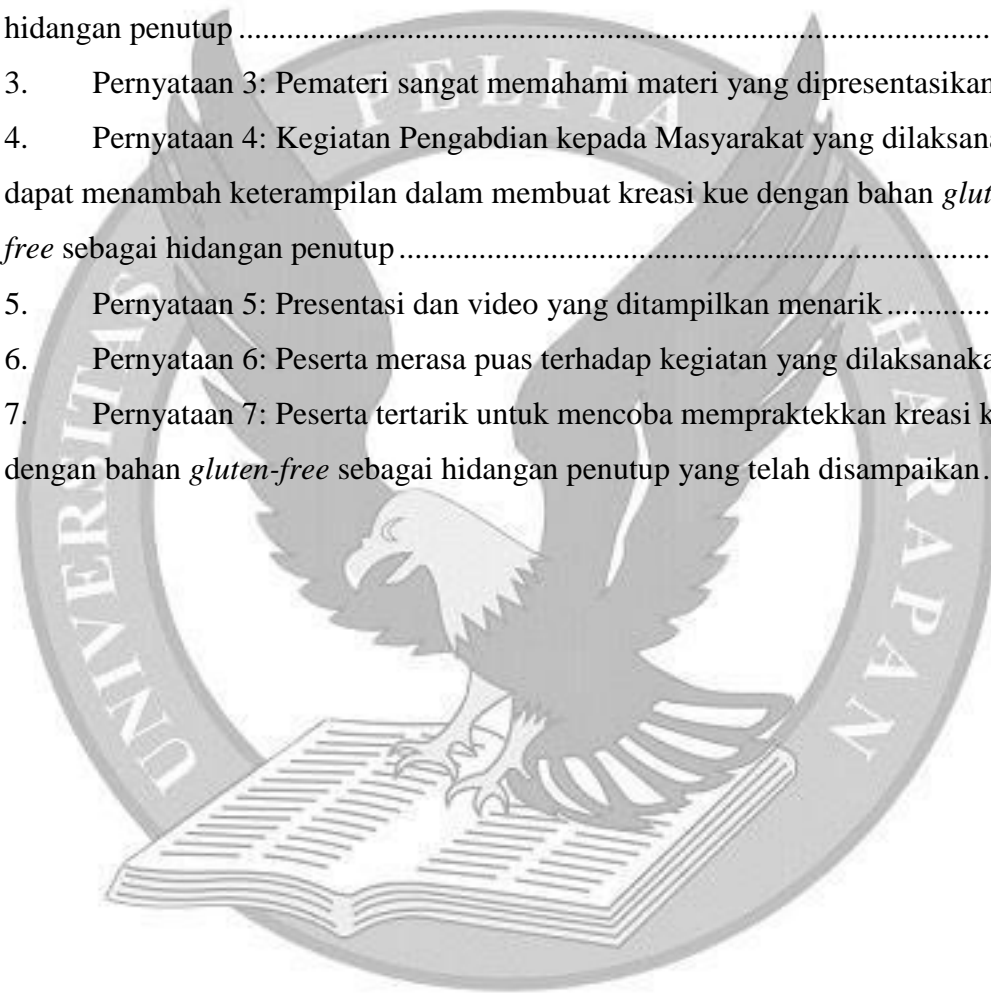 hidangan penutup ........................................................................................................
3. Pernyataan 3: Pemateri sangat memahami materi yang dipresentasikan
4. Pernyataan 4: Kegiatan Pengabdian kepada Masyarakat yang
dapat menambah keterampilan dalam membuat kreasi kue dengan bahan
free sebagai hidangan penutup ....................................................................................
5. Pernyataan 5: Presentasi dan video yang ditampilkan menarik .............
6. Pernyataan 6: Peserta merasa puas terhadap kegiatan yang
7. Pernyataan 7: Peserta tertarik untuk mencoba mempraktekkan kreasi
dengan bahan gluten-free sebagai hidangan penutup yang telah disampaikan.
UNIVERSITAS PELITA HARAPAN